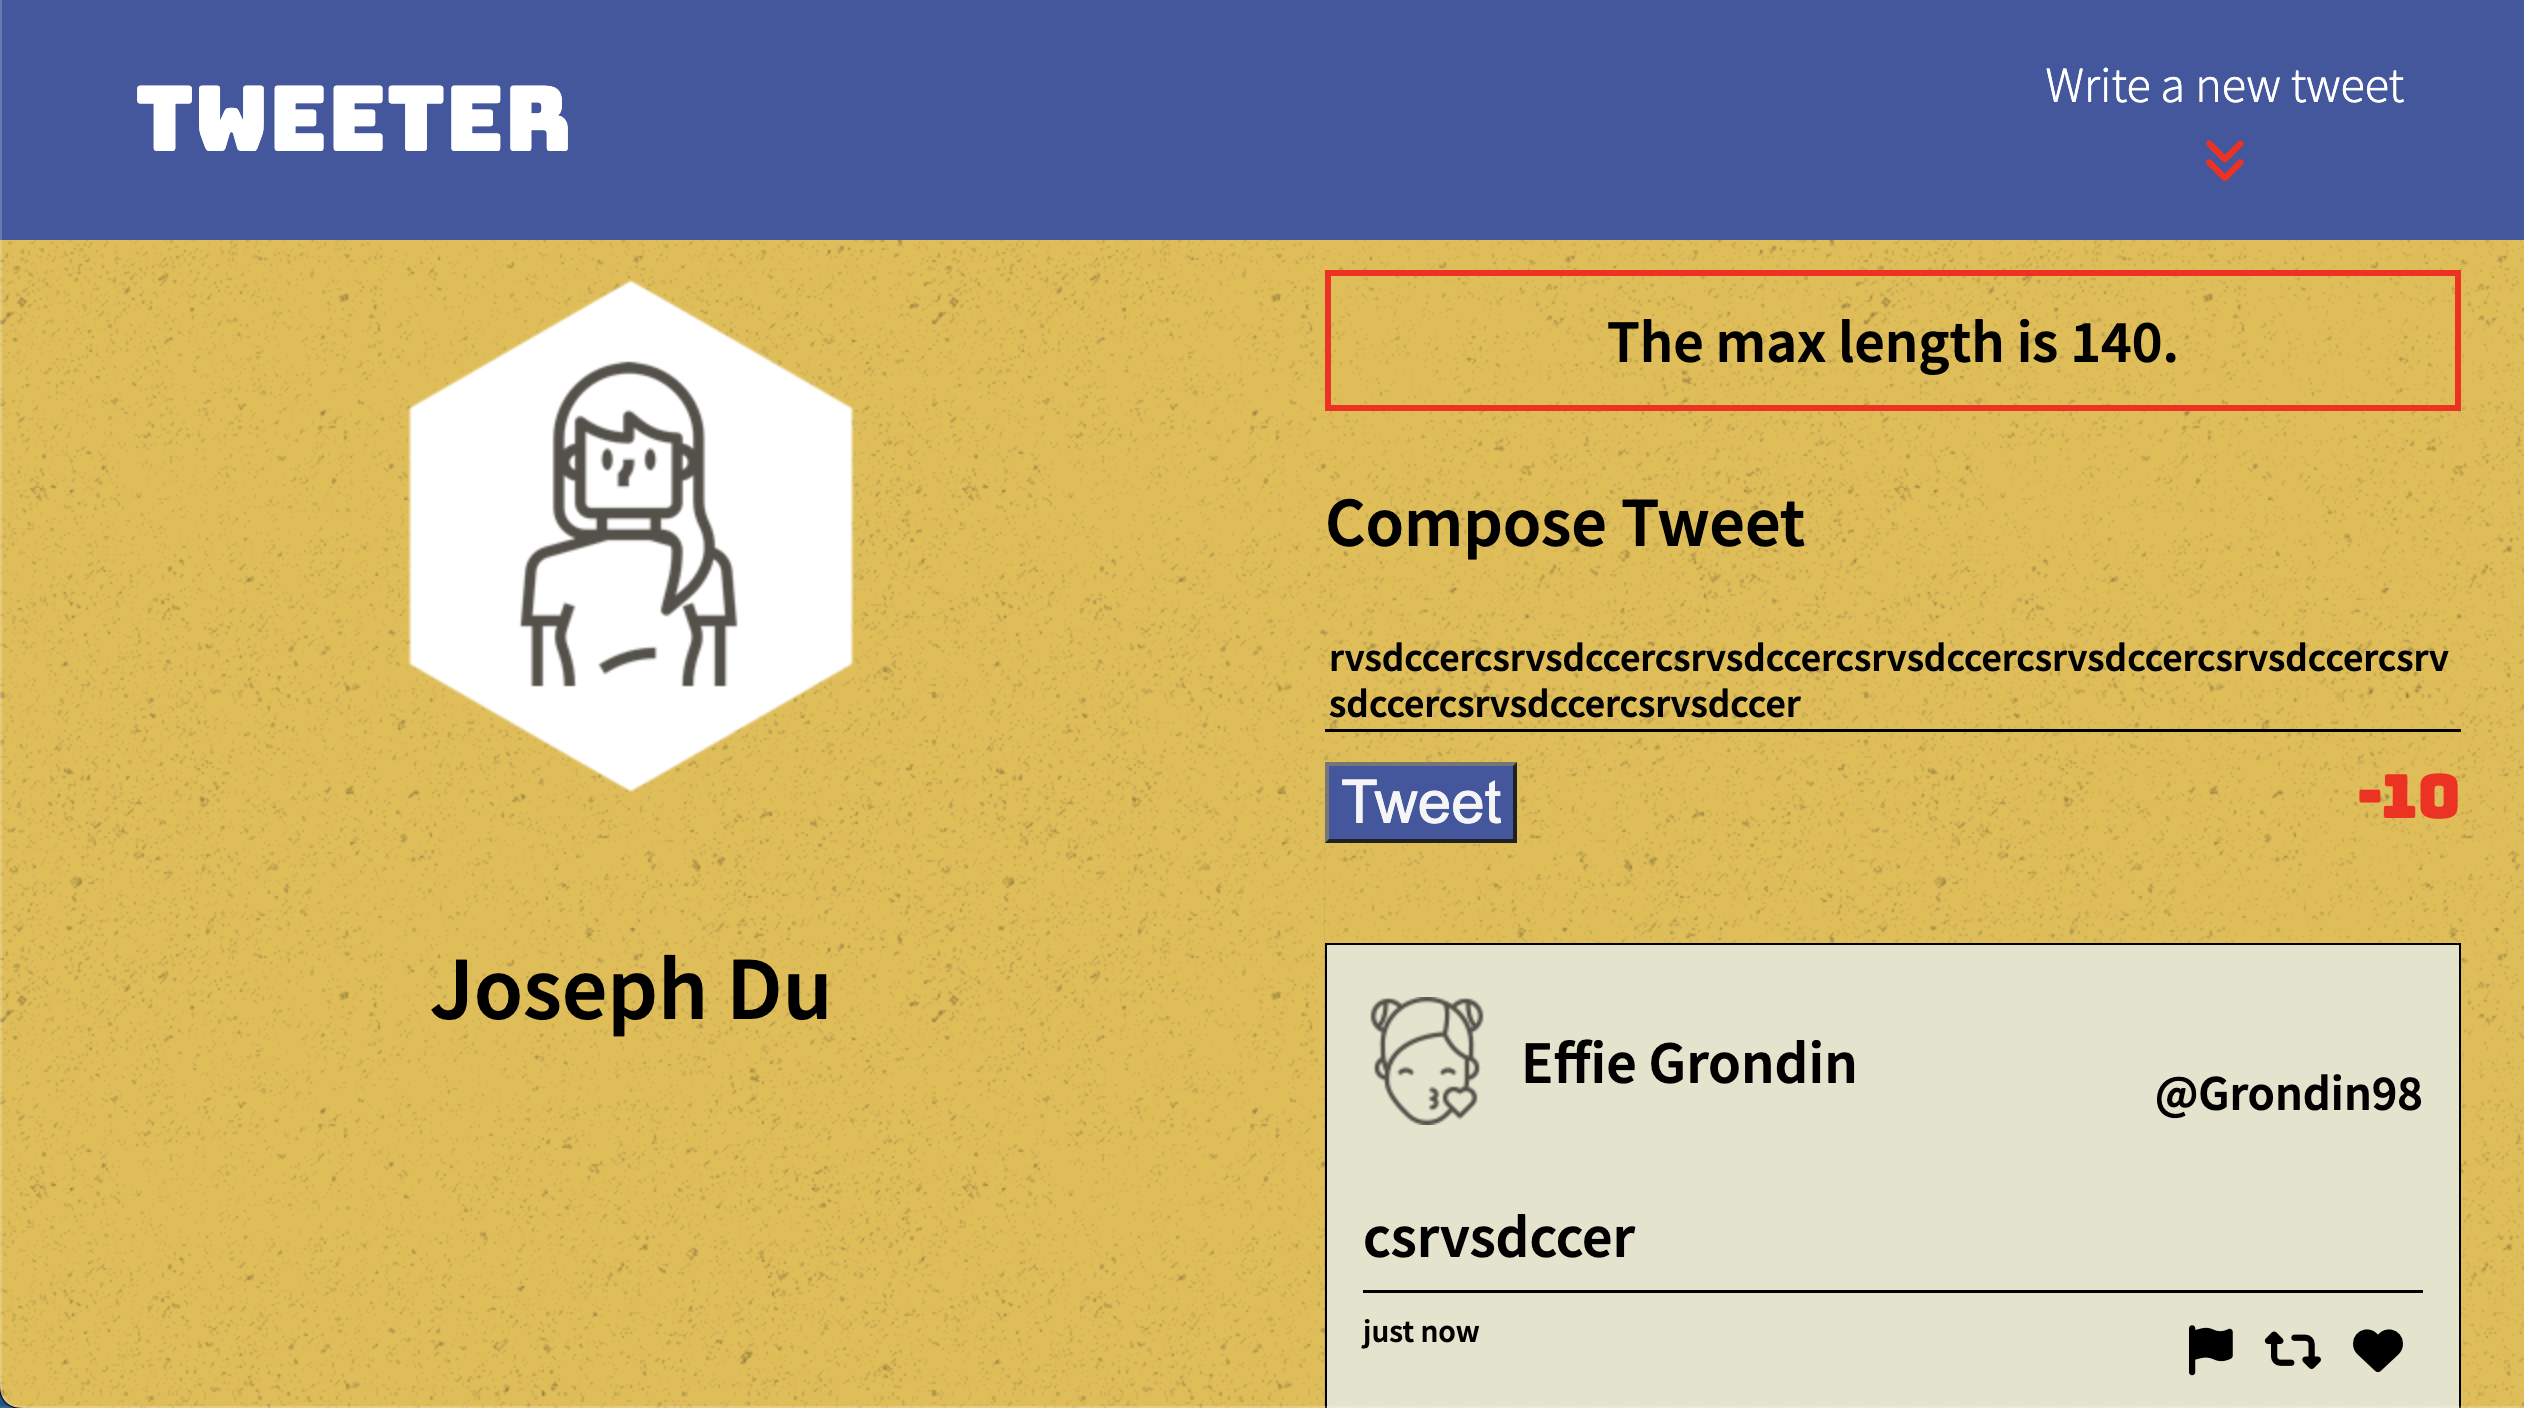 TWEETER
Write a new tweet
The max length is 140.
Compose Tweet
rvsdccercsrvsdccercsrvsdccercsrvsdccercsrvsdccercsrvsdccercsrv
sdccercsrvsdccercsrvsdccer
Tweet
-10
Joseph Du
Effie Grondin
@Grondin98
csrvsdccer
just now